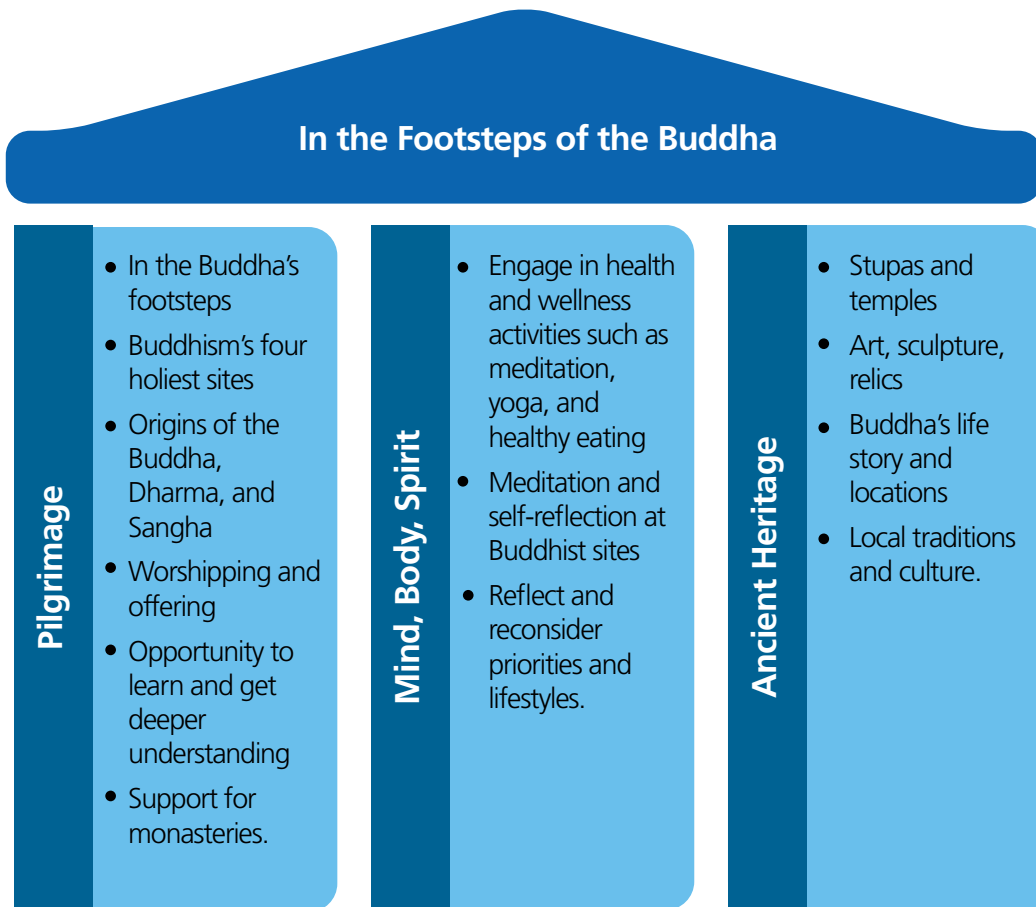 In the Footsteps of the Buddha
Pilgrimage
• In the Buddha's
footsteps
• Buddhism's four
holiest sites
• Origins of the
Buddha,
Dharma, and
Sangha
• Worshipping and
offering
• Opportunity to
learn and get
deeper
understanding
• Support for
monasteries.
Mind, Body, Spirit
• Engage in health
and wellness
activities such as
meditation,
yoga, and
healthy eating
• Meditation and
self-reflection at
Buddhist sites
• Reflect and
reconsider
priorities and
lifestyles.
Ancient Heritage
• Stupas and
temples
• Art, sculpture,
relics
• Buddha's life
story and
locations
• Local traditions
and culture.